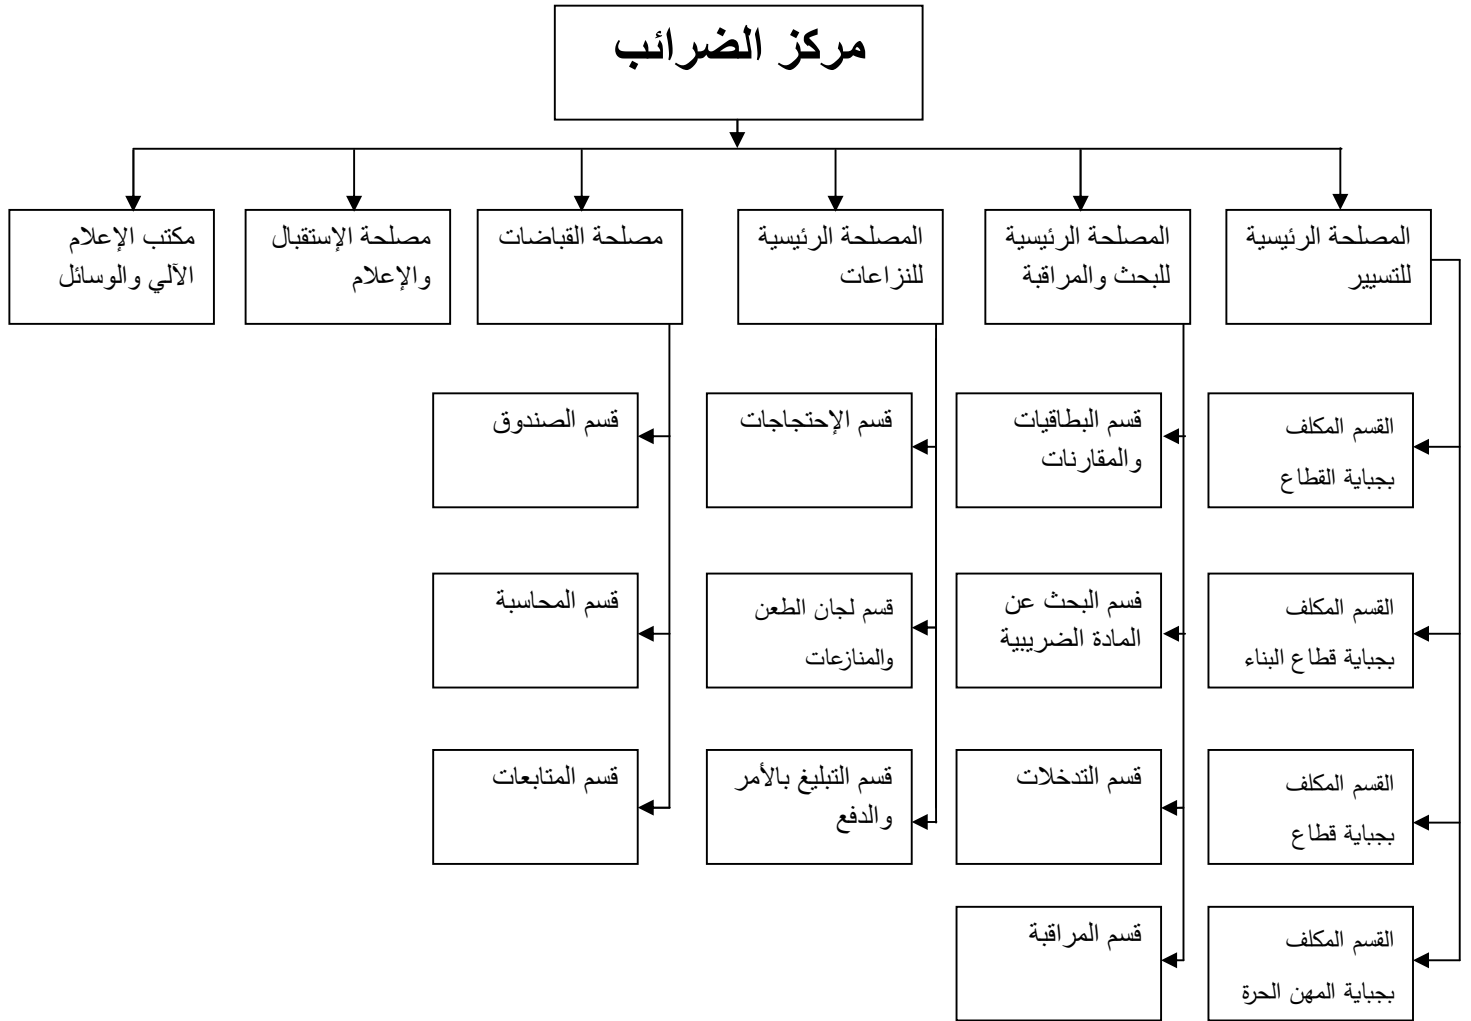 مركز الضرائب
المصلحة الرئيسية
للتسيير
المصلحة الرئيسية
للبحث والمراقبة
المصلحة الرئيسية
للنزاعات
مصلحة القباضات
مصلحة الإستقبال
والإعلام
مكتب الإعلام
الآلي والوسائل
القسم المكلف
بجباية القطاع
قسم البطاقيات
والمقارنات
قسم الإحتجاجات
قسم الصندوق
القسم المكلف
بجباية قطاع البناء
فسم البحث عن
المادة الضريبية
قسم لجان الطعن
والمنازعات
قسم المحاسبة
القسم المكلف
بجباية قطاع
قسم التدخلات
قسم التبليغ بالأمر
والدفع
قسم المتابعات
القسم المكلف
بجباية المهن الحرة
قسم المراقبة